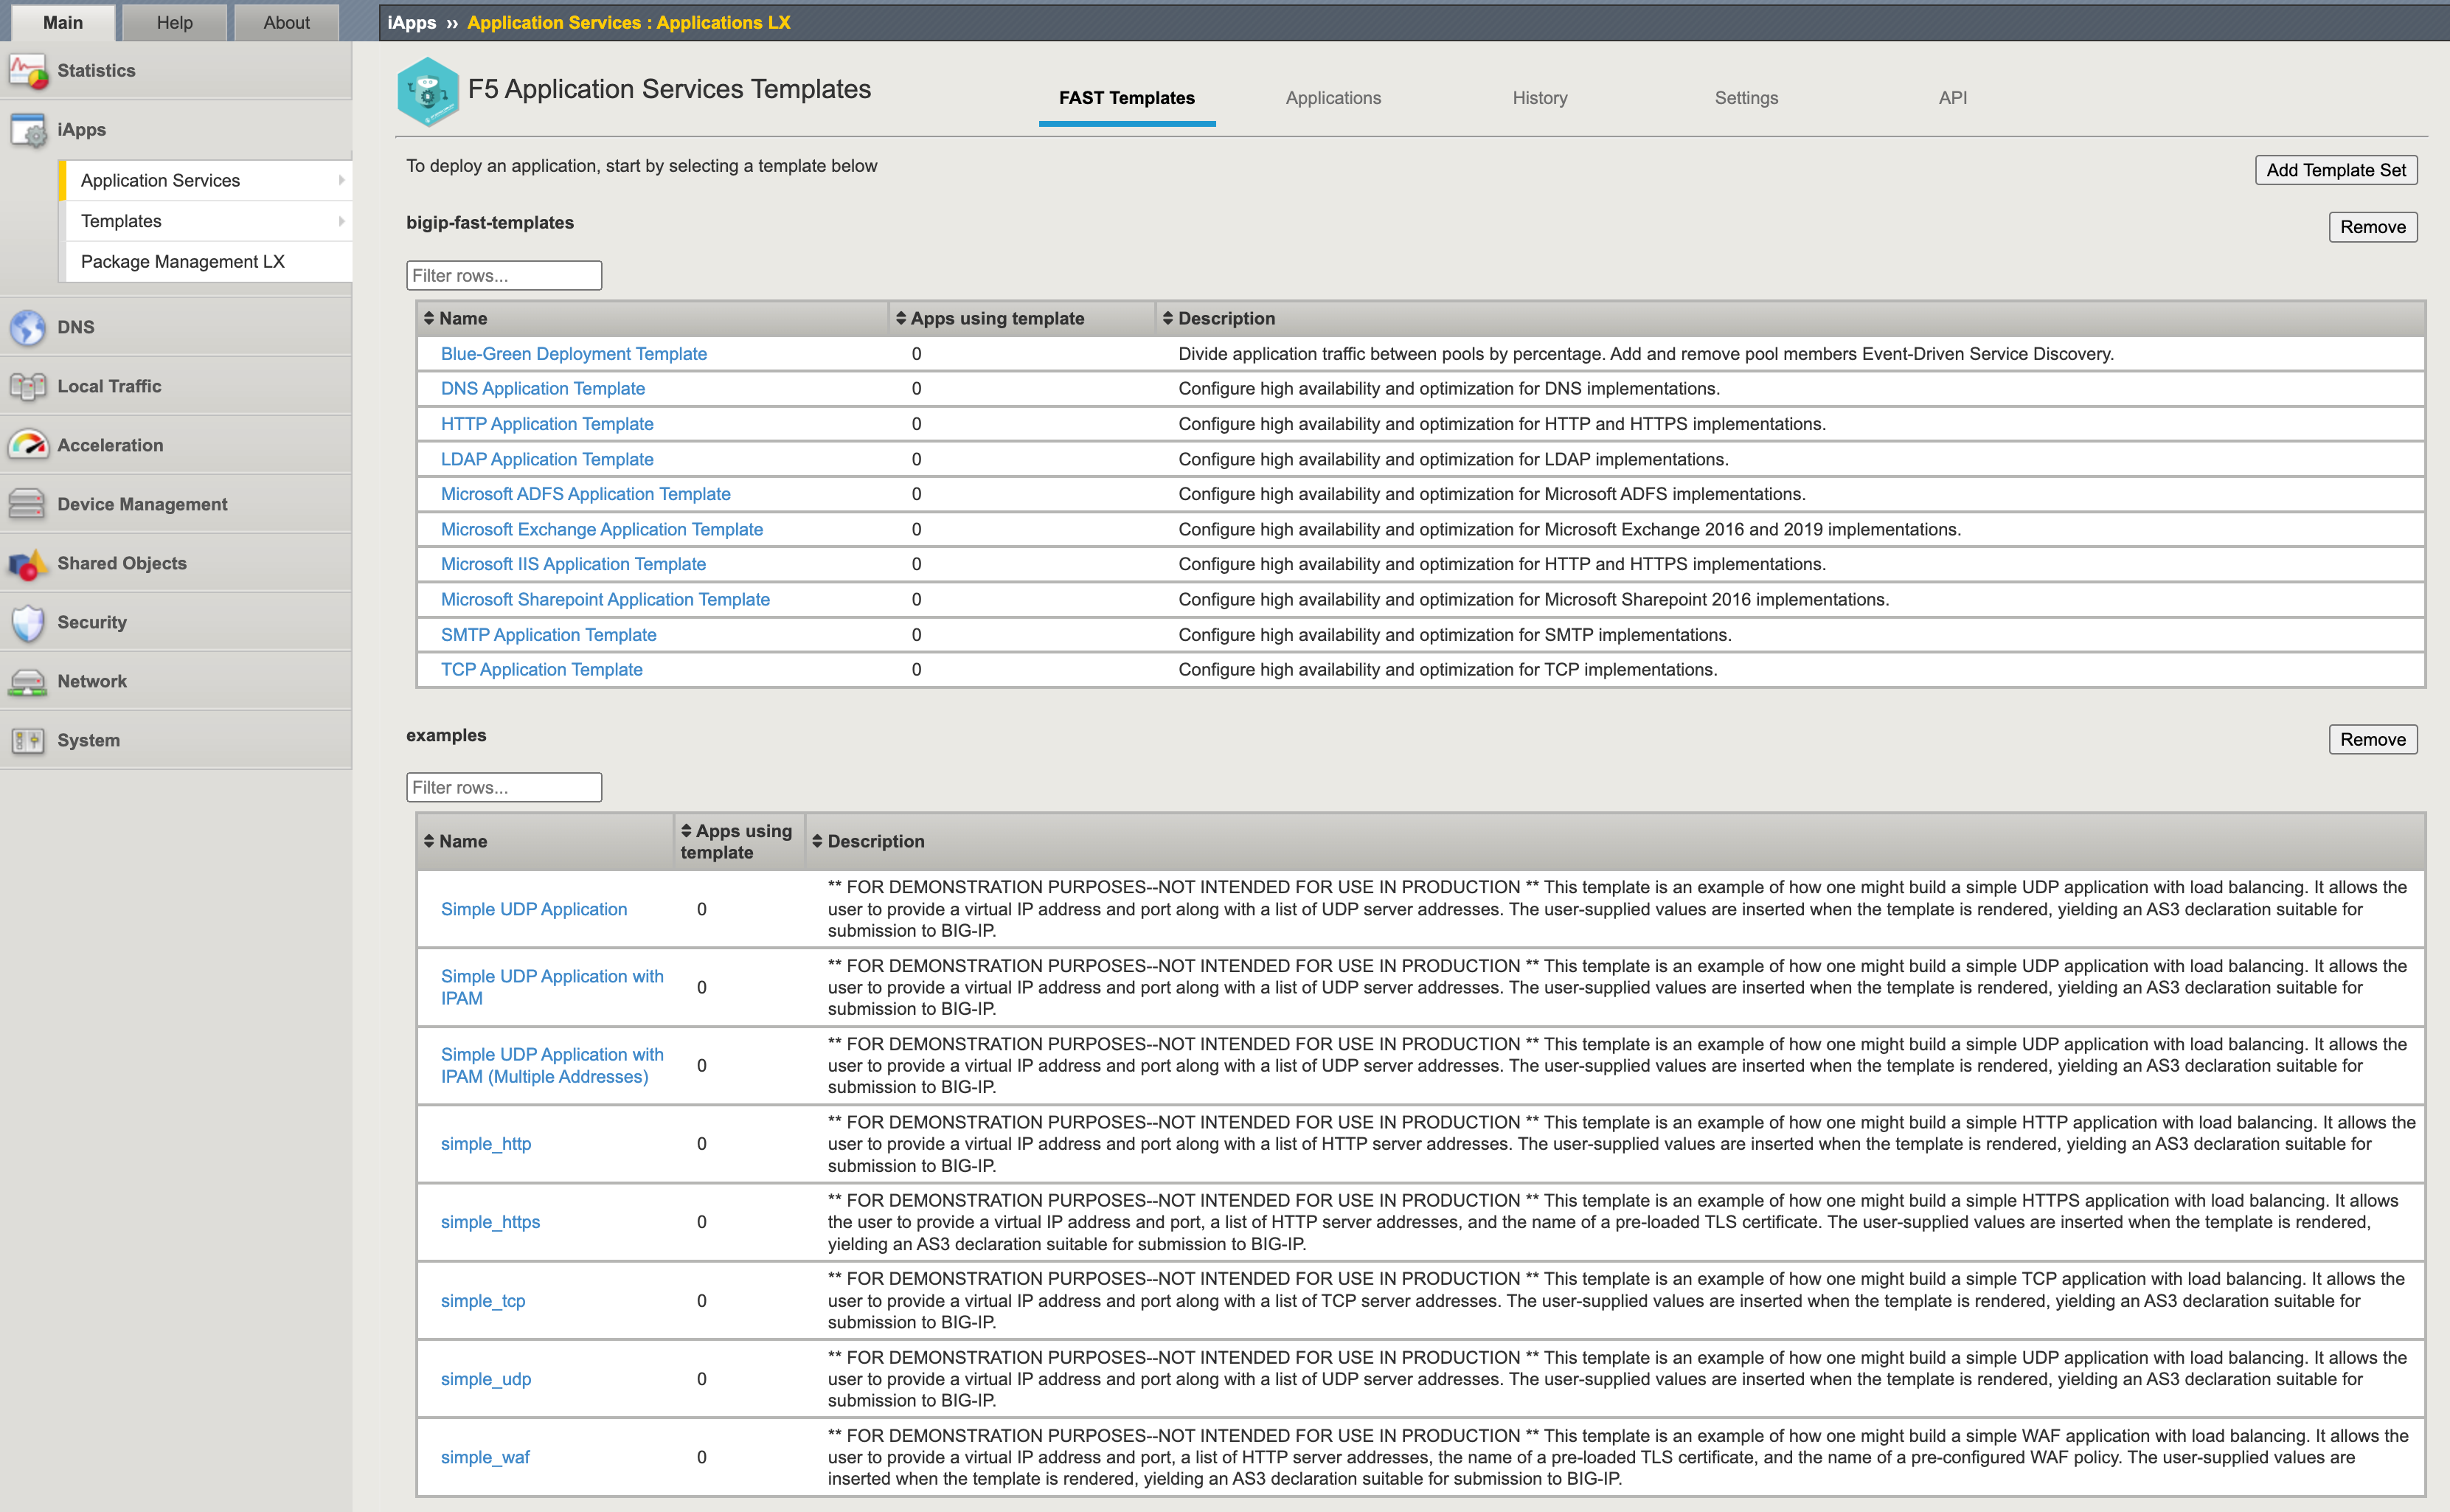 Main
Help
About
iApps ›› Application Services : Applications LX
Statistics
iApps
Application Services
Templates
Package Management LX
DNS
Local Traffic
Acceleration
Device Management
Shared Objects
Security
Network
System
F5 Application Services Templates
FAST Templates
Applications
History
Settings
API
To deploy an application, start by selecting a template below
Add Template Set
bigip-fast-templates
Remove
Filter rows...
Name Apps using template Description
Blue-Green Deployment Template 0 Divide application traffic between pools by percentage. Add and remove pool members Event-Driven Service Discovery.
DNS Application Template 0 Configure high availability and optimization for DNS implementations.
HTTP Application Template 0 Configure high availability and optimization for HTTP and HTTPS implementations.
LDAP Application Template 0 Configure high availability and optimization for LDAP implementations.
Microsoft ADFS Application Template 0 Configure high availability and optimization for Microsoft ADFS implementations.
Microsoft Exchange Application Template 0 Configure high availability and optimization for Microsoft Exchange 2016 and 2019 implementations.
Microsoft IIS Application Template 0 Configure high availability and optimization for HTTP and HTTPS implementations.
Microsoft Sharepoint Application Template 0 Configure high availability and optimization for Microsoft Sharepoint 2016 implementations.
SMTP Application Template 0 Configure high availability and optimization for SMTP implementations.
TCP Application Template 0 Configure high availability and optimization for TCP implementations.
examples
Remove
Filter rows...
Name
Apps using
template
Description
Simple UDP Application
0
** FOR DEMONSTRATION PURPOSES--NOT INTENDED FOR USE IN PRODUCTION ** This template is an example of how one might build a simple UDP application with load balancing. It allows the
user to provide a virtual IP address and port along with a list of UDP server addresses. The user-supplied values are inserted when the template is rendered, yielding an AS3 declaration suitable for
submission to BIG-IP.
Simple UDP Application with
IPAM
0
** FOR DEMONSTRATION PURPOSES--NOT INTENDED FOR USE IN PRODUCTION ** This template is an example of how one might build a simple UDP application with load balancing. It allows the
user to provide a virtual IP address and port along with a list of UDP server addresses. The user-supplied values are inserted when the template is rendered, yielding an AS3 declaration suitable for
submission to BIG-IP.
Simple UDP Application with
IPAM (Multiple Addresses)
0
** FOR DEMONSTRATION PURPOSES--NOT INTENDED FOR USE IN PRODUCTION ** This template is an example of how one might build a simple UDP application with load balancing. It allows the
user to provide a virtual IP address and port along with a list of UDP server addresses. The user-supplied values are inserted when the template is rendered, yielding an AS3 declaration suitable for
submission to BIG-IP.
simple_http
0
** FOR DEMONSTRATION PURPOSES--NOT INTENDED FOR USE IN PRODUCTION ** This template is an example of how one might build a simple HTTP application with load balancing. It allows the
user to provide a virtual IP address and port along with a list of HTTP server addresses. The user-supplied values are inserted when the template is rendered, yielding an AS3 declaration suitable for
submission to BIG-IP.
simple_https
0
** FOR DEMONSTRATION PURPOSES--NOT INTENDED FOR USE IN PRODUCTION ** This template is an example of how one might build a simple HTTPS application with load balancing. It allows
the user to provide a virtual IP address and port, a list of HTTP server addresses, and the name of a pre-loaded TLS certificate. The user-supplied values are inserted when the template is rendered,
yielding an AS3 declaration suitable for submission to BIG-IP.
simple_tcp
0
** FOR DEMONSTRATION PURPOSES--NOT INTENDED FOR USE IN PRODUCTION ** This template is an example of how one might build a simple TCP application with load balancing. It allows the
user to provide a virtual IP address and port along with a list of TCP server addresses. The user-supplied values are inserted when the template is rendered, yielding an AS3 declaration suitable for
submission to BIG-IP.
simple_udp
0
** FOR DEMONSTRATION PURPOSES--NOT INTENDED FOR USE IN PRODUCTION ** This template is an example of how one might build a simple UDP application with load balancing. It allows the
user to provide a virtual IP address and port along with a list of UDP server addresses. The user-supplied values are inserted when the template is rendered, yielding an AS3 declaration suitable for
submission to BIG-IP.
simple_waf
0
** FOR DEMONSTRATION PURPOSES--NOT INTENDED FOR USE IN PRODUCTION ** This template is an example of how one might build a simple WAF application with load balancing. It allows the
user to provide a virtual IP address and port, a list of HTTP server addresses, the name of a pre-loaded TLS certificate, and the name of a pre-configured WAF policy. The user-supplied values are
inserted when the template is rendered, yielding an AS3 declaration suitable for submission to BIG-IP.